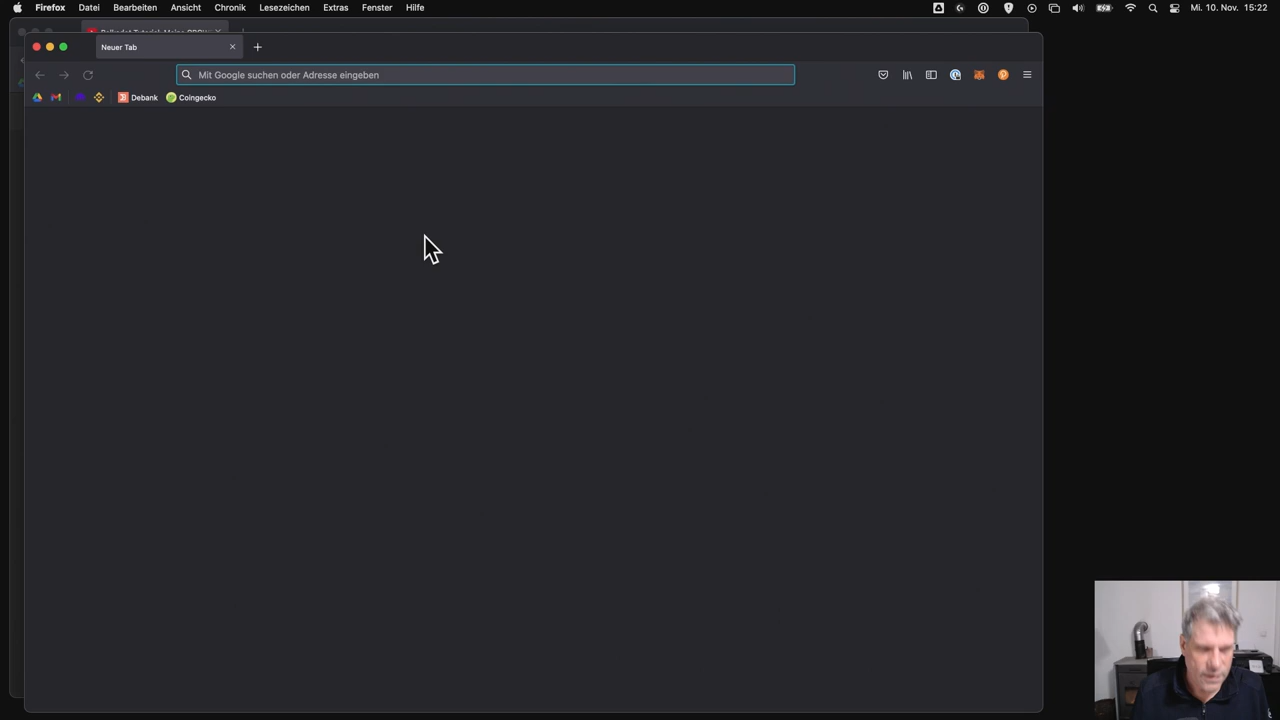 Firefox Datei Bearbeiten Ansicht Chronik Lesezeichen Extras Fenster Hilfe
Mi. 10. Nov. 15:22
Neuer Tab
Mit Google suchen oder Adresse eingeben
Debank Coingecko